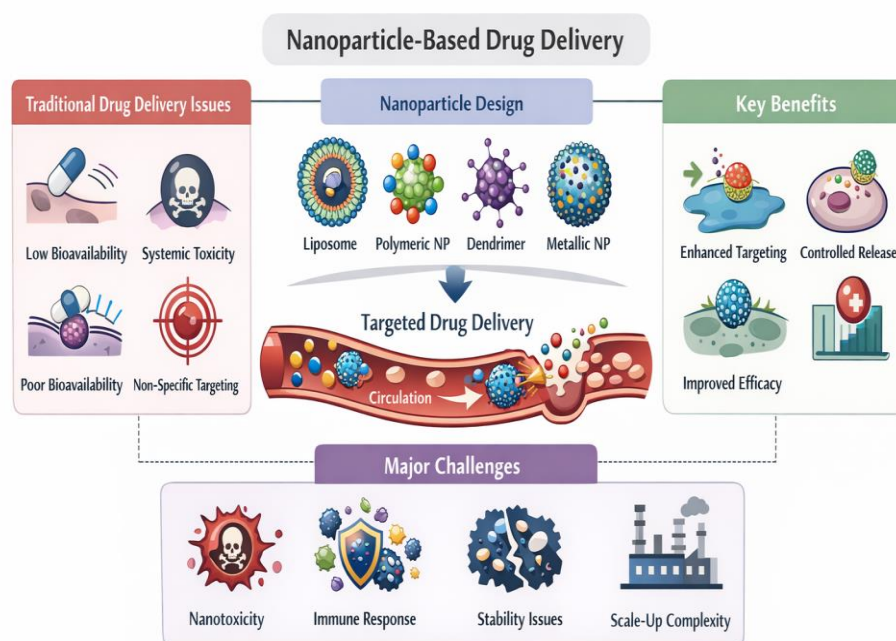 Nanoparticle-Based Drug Delivery
Traditional Drug Delivery Issues
Low Bioavailability
Systemic Toxicity
Poor Bioavailability
Non-Specific Targeting
Nanoparticle Design
Liposome
Polymeric NP
Dendrimer
Metallic NP
Targeted Drug Delivery
Circulation
Key Benefits
Enhanced Targeting
Controlled Release
Improved Efficacy
Major Challenges
Nanotoxicity
Immune Response
Stability Issues
Scale-Up Complexity